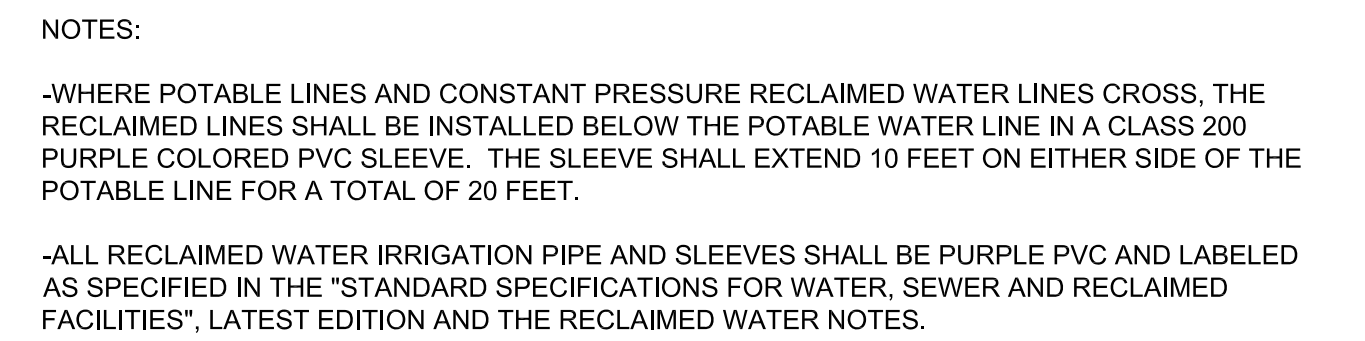 NOTES:
-WHERE POTABLE LINES AND CONSTANT PRESSURE RECLAIMED WATER LINES CROSS, THE
RECLAIMED LINES SHALL BE INSTALLED BELOW THE POTABLE WATER LINE IN A CLASS 200
PURPLE COLORED PVC SLEEVE.  THE SLEEVE SHALL EXTEND 10 FEET ON EITHER SIDE OF THE
POTABLE LINE FOR A TOTAL OF 20 FEET.
-ALL RECLAIMED WATER IRRIGATION PIPE AND SLEEVES SHALL BE PURPLE PVC AND LABELED
AS SPECIFIED IN THE "STANDARD SPECIFICATIONS FOR WATER, SEWER AND RECLAIMED
FACILITIES", LATEST EDITION AND THE RECLAIMED WATER NOTES.